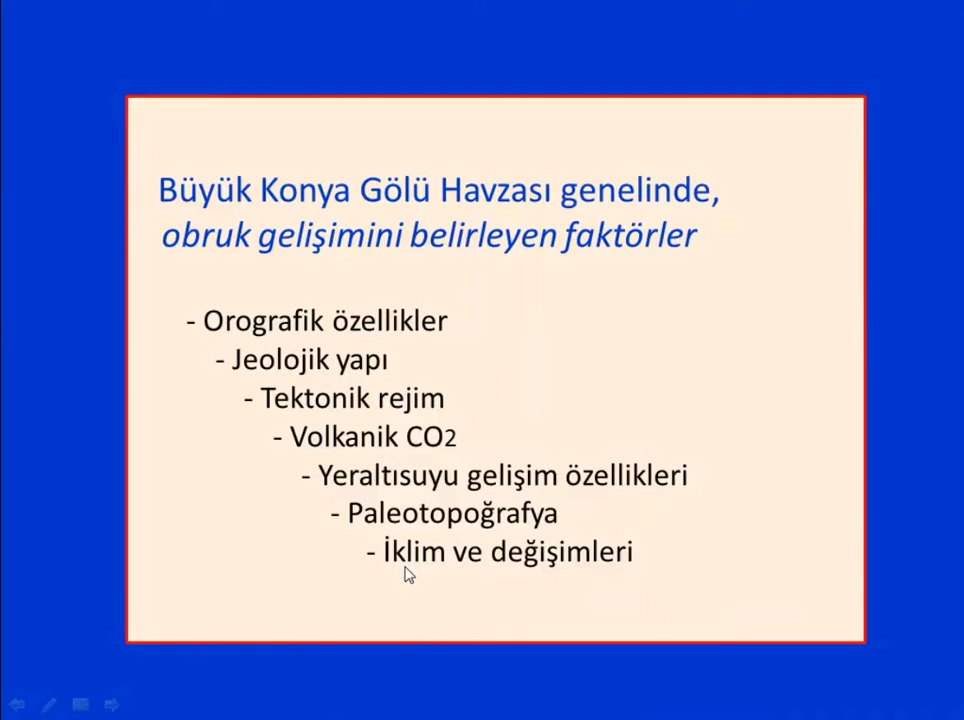 Büyük Konya Gölü Havzası genelinde,
obruk gelişimini belirleyen faktörler
- Orografik özellikler
- Jeolojik yapı
- Tektonik rejim
- Volkanik CO2
- Yeraltısuyu gelişim özellikleri
- Paleotopoğrafya
- İklim ve değişimleri